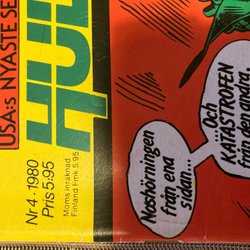 USA:s NYASTE SE
HUL
Nr 4 · 1980
Pris 5:95
Moms inräknad
Finland Fmk 5.95
Noshörningen
från ena
sidan...
...Och
KATASTROFEN
från den andra!